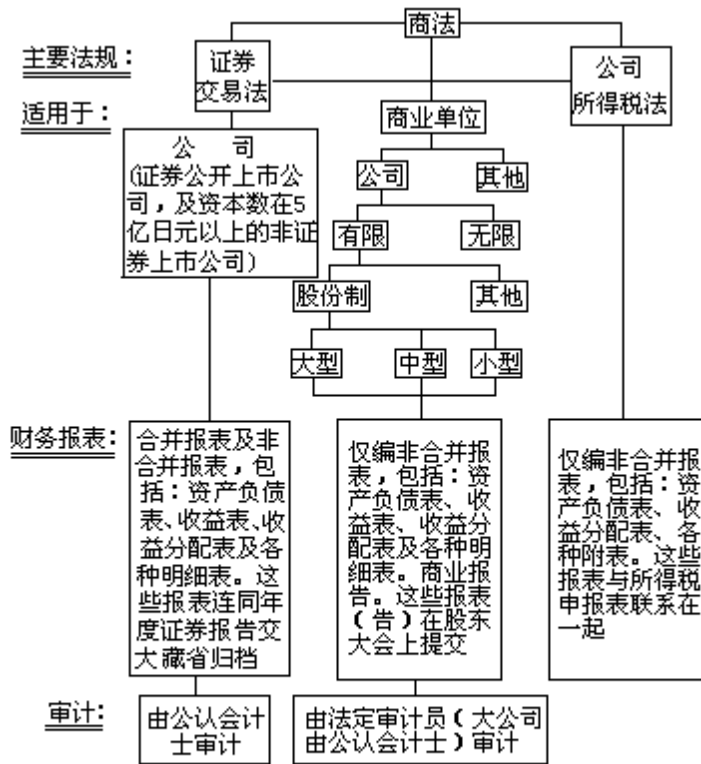 商法
主要法规：
证券
交易法
公司
所得税法
适用于：
商业单位
公　司
(证券公开上市公
司，及资本数在5
亿日元以上的非证
券上市公司)
公司
其他
有限
无限
股份制
其他
大型
中型
小型
财务报表：
合并报表及非
合并报表，包
括：资产负债
表、收益表、收
益分配表及各
种明细表。这
些报表连同年
度证券报告交
大藏省归档
仅编非合并报
表，包括：资
产负债表、收
益表、收益分
配表及各种明
细表。商业报
告。这些报表
(告)在股东
大会上提交
仅编非合并报
表，包括：资
产负债表、收
益分配表、各
种附表。这些
报表与所得税
申报表联系在
一起
审计：
由公认会计
士审计
由法定审计员(大公司
由公认会计士)审计